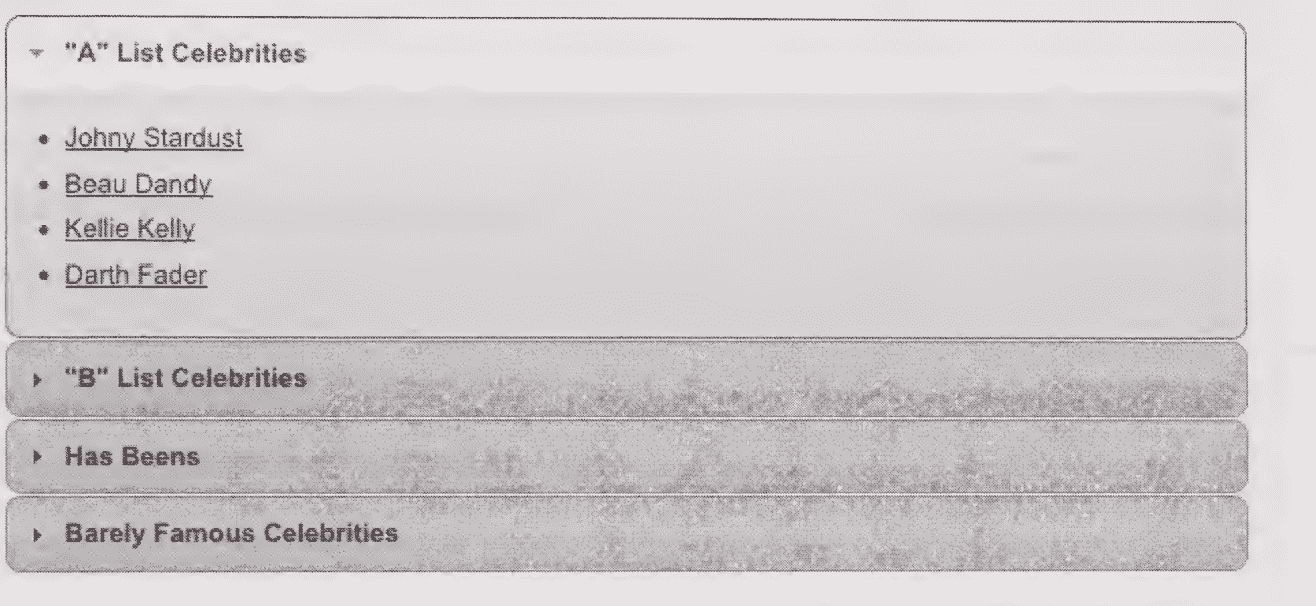 "A" List Celebrities
Johny Stardust
Beau Dandy
Kellie Kelly
Darth Fader
"B" List Celebrities
Has Beens
Barely Famous Celebrities